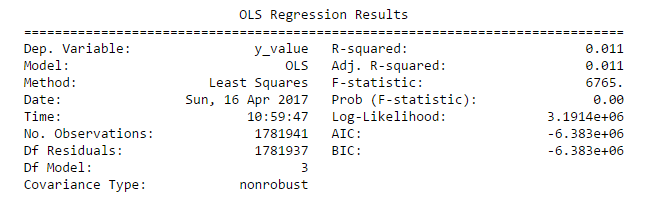 OLS Regression Results
==============================================================================
Dep. Variable: y_value R-squared: 0.011
Model: OLS Adj. R-squared: 0.011
Method: Least Squares F-statistic: 6765.
Date: Sun, 16 Apr 2017 Prob (F-statistic): 0.00
Time: 10:59:47 Log-Likelihood: 3.1914e+06
No. Observations: 1781941 AIC: -6.383e+06
Df Residuals: 1781937 BIC: -6.383e+06
Df Model: 3
Covariance Type: nonrobust